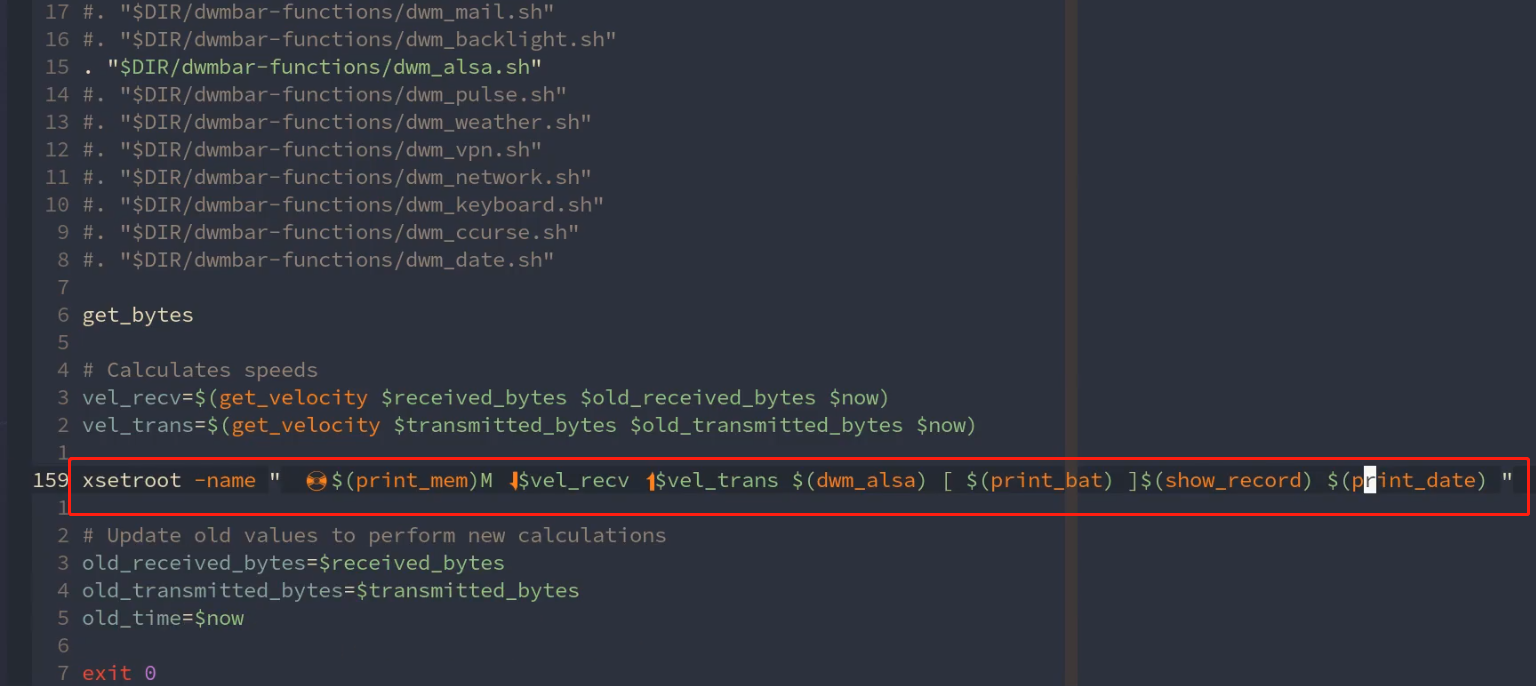 17 #. "$DIR/dwmbar-functions/dwm_mail.sh"
16 #. "$DIR/dwmbar-functions/dwm_backlight.sh"
15 . "$DIR/dwmbar-functions/dwm_alsa.sh"
14 #. "$DIR/dwmbar-functions/dwm_pulse.sh"
13 #. "$DIR/dwmbar-functions/dwm_weather.sh"
12 #. "$DIR/dwmbar-functions/dwm_vpn.sh"
11 #. "$DIR/dwmbar-functions/dwm_network.sh"
10 #. "$DIR/dwmbar-functions/dwm_keyboard.sh"
9 #. "$DIR/dwmbar-functions/dwm_ccurse.sh"
8 #. "$DIR/dwmbar-functions/dwm_date.sh"
7
6 get_bytes
5
4 # Calculates speeds
3 vel_recv=$(get_velocity $received_bytes $old_received_bytes $now)
2 vel_trans=$(get_velocity $transmitted_bytes $old_transmitted_bytes $now)
1
159 xsetroot -name " 💿$(print_mem)M ⬇$vel_recv ⬆$vel_trans $(dwm_alsa) [ $(print_bat) ]$(show_record) $(print_date) "
1
2 # Update old values to perform new calculations
3 old_received_bytes=$received_bytes
4 old_transmitted_bytes=$transmitted_bytes
5 old_time=$now
6
7 exit 0